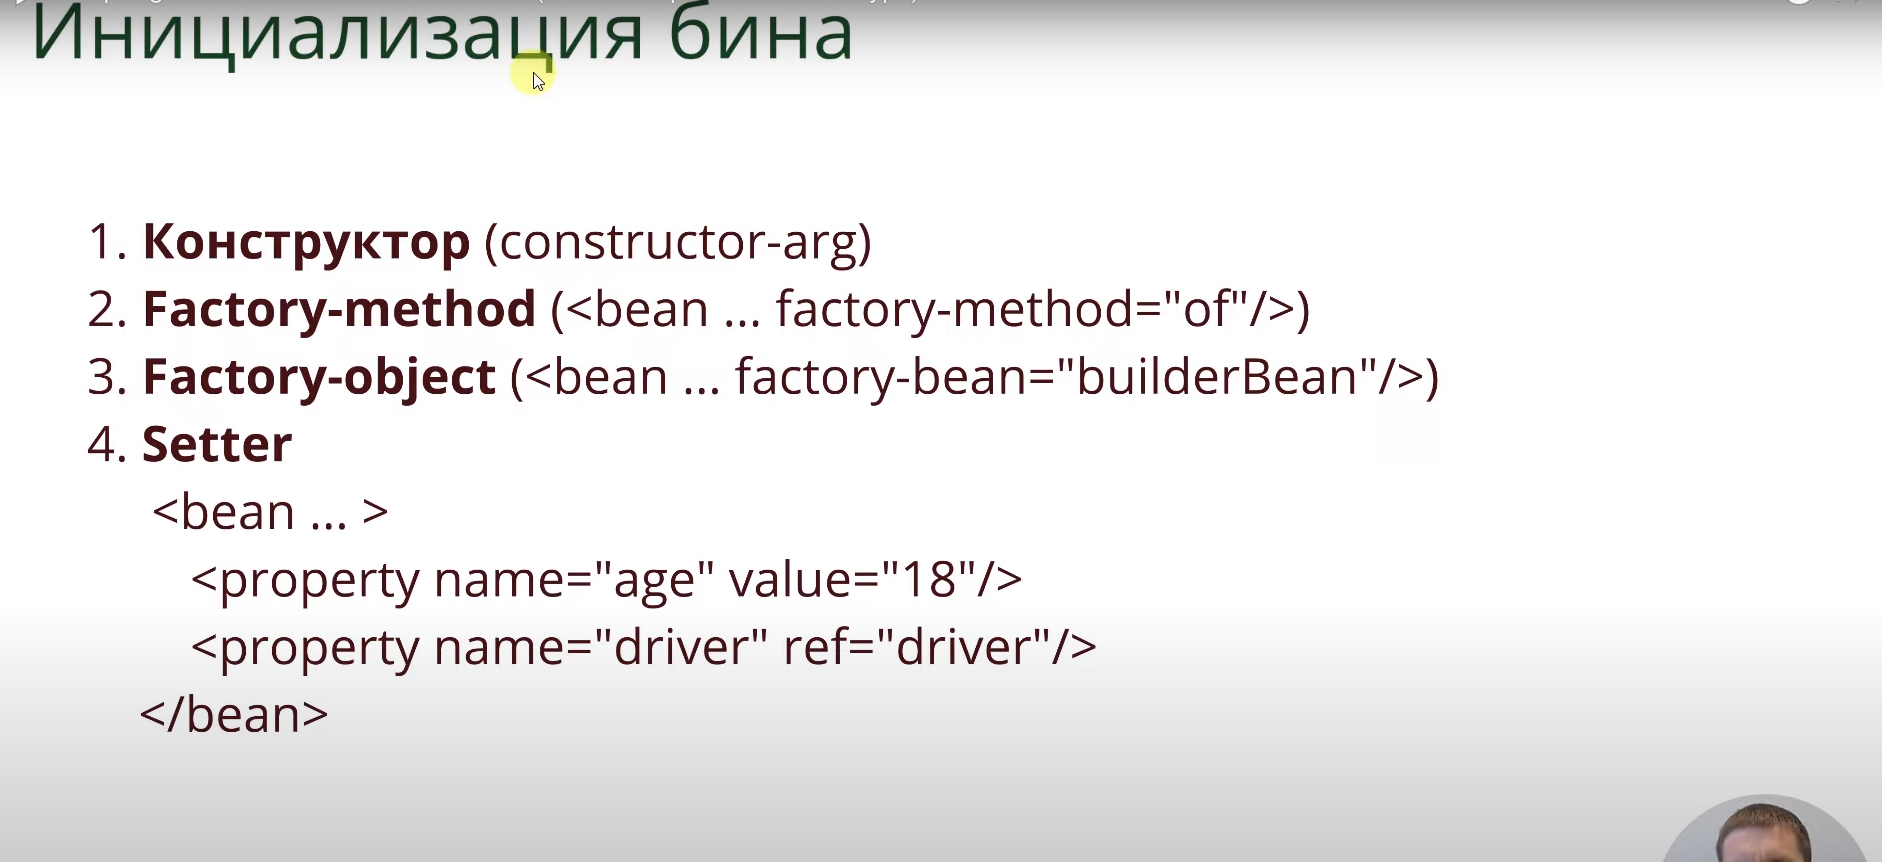 Инициализация бина
1. Конструктор (constructor-arg)
2. Factory-method (<bean ... factory-method="of"/>)
3. Factory-object (<bean ... factory-bean="builderBean"/>)
4. Setter
<bean ... >
<property name="age" value="18"/>
<property name="driver" ref="driver"/>
</bean>